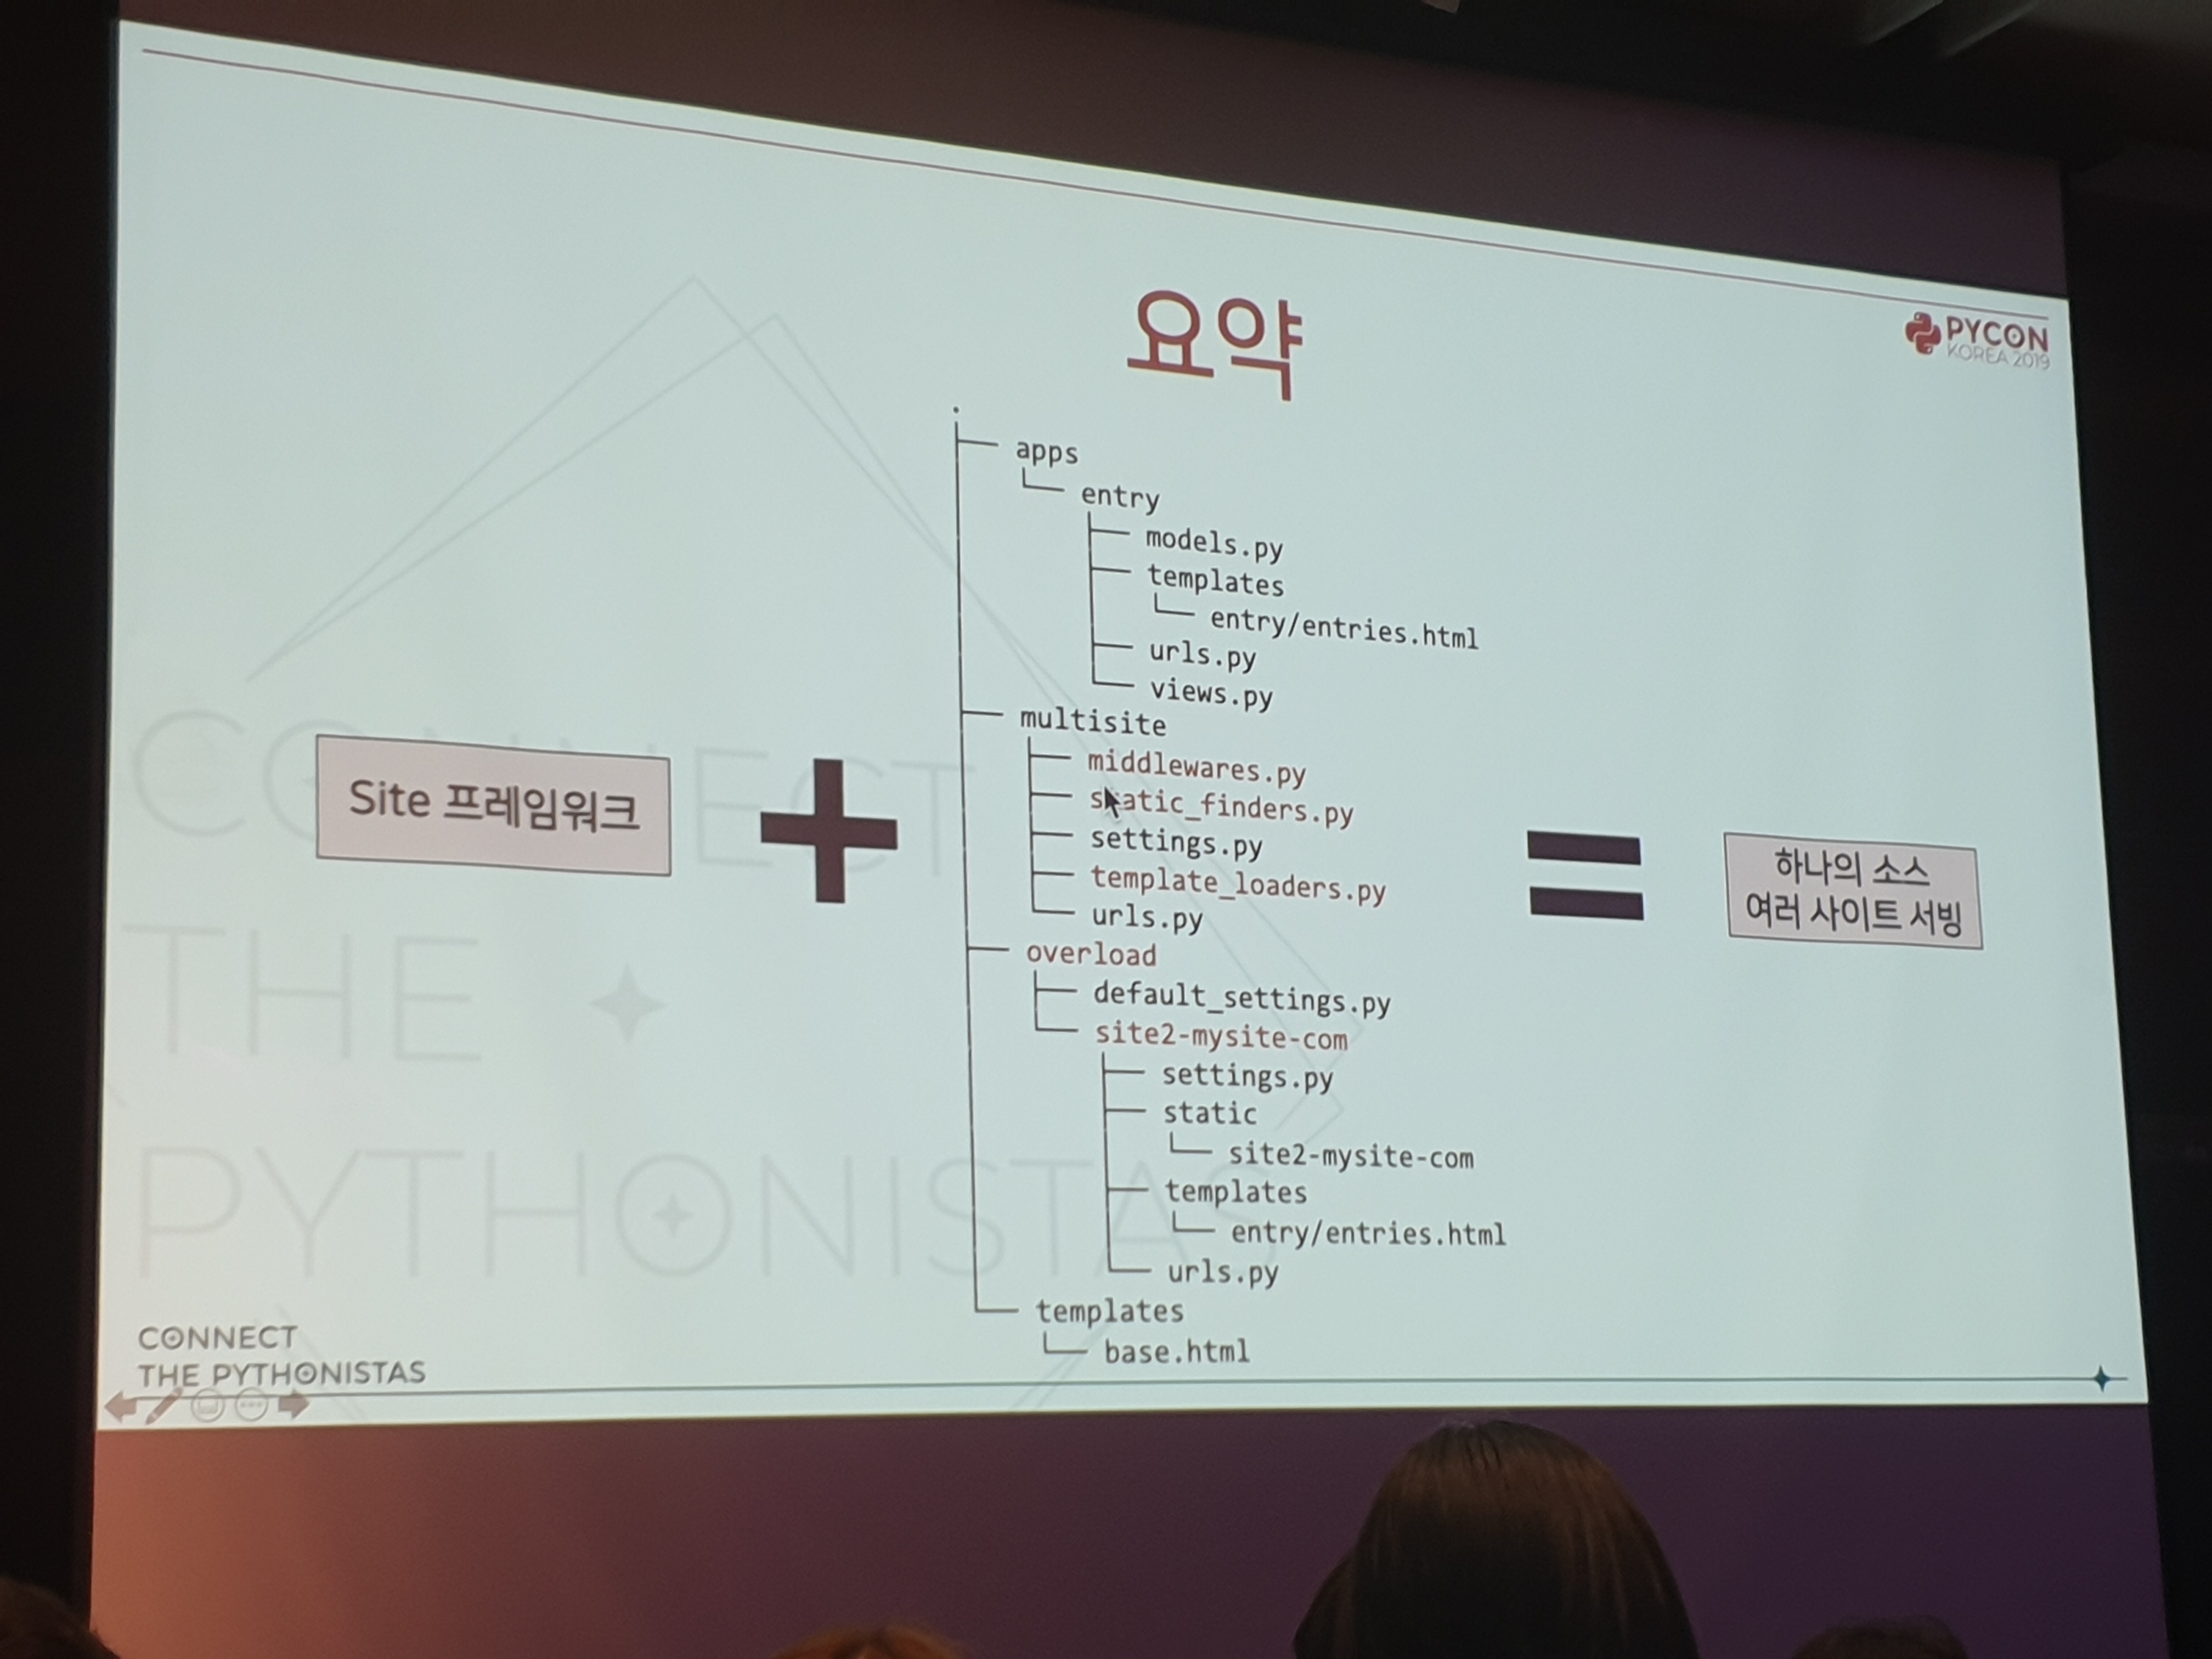 요약
PYCON
KOREA 2019
.
apps
entry
models.py
templates
entry/entries.html
urls.py
views.py
multisite
middlewares.py
static_finders.py
settings.py
template_loaders.py
urls.py
overload
default_settings.py
site2-mysite-com
settings.py
static
site2-mysite-com
templates
entry/entries.html
urls.py
templates
base.html
Site 프레임워크
+
=
하나의 소스
여러 사이트 서빙
CONNECT
THE
PYTHONISTAS
CONNECT
THE PYTHONISTAS